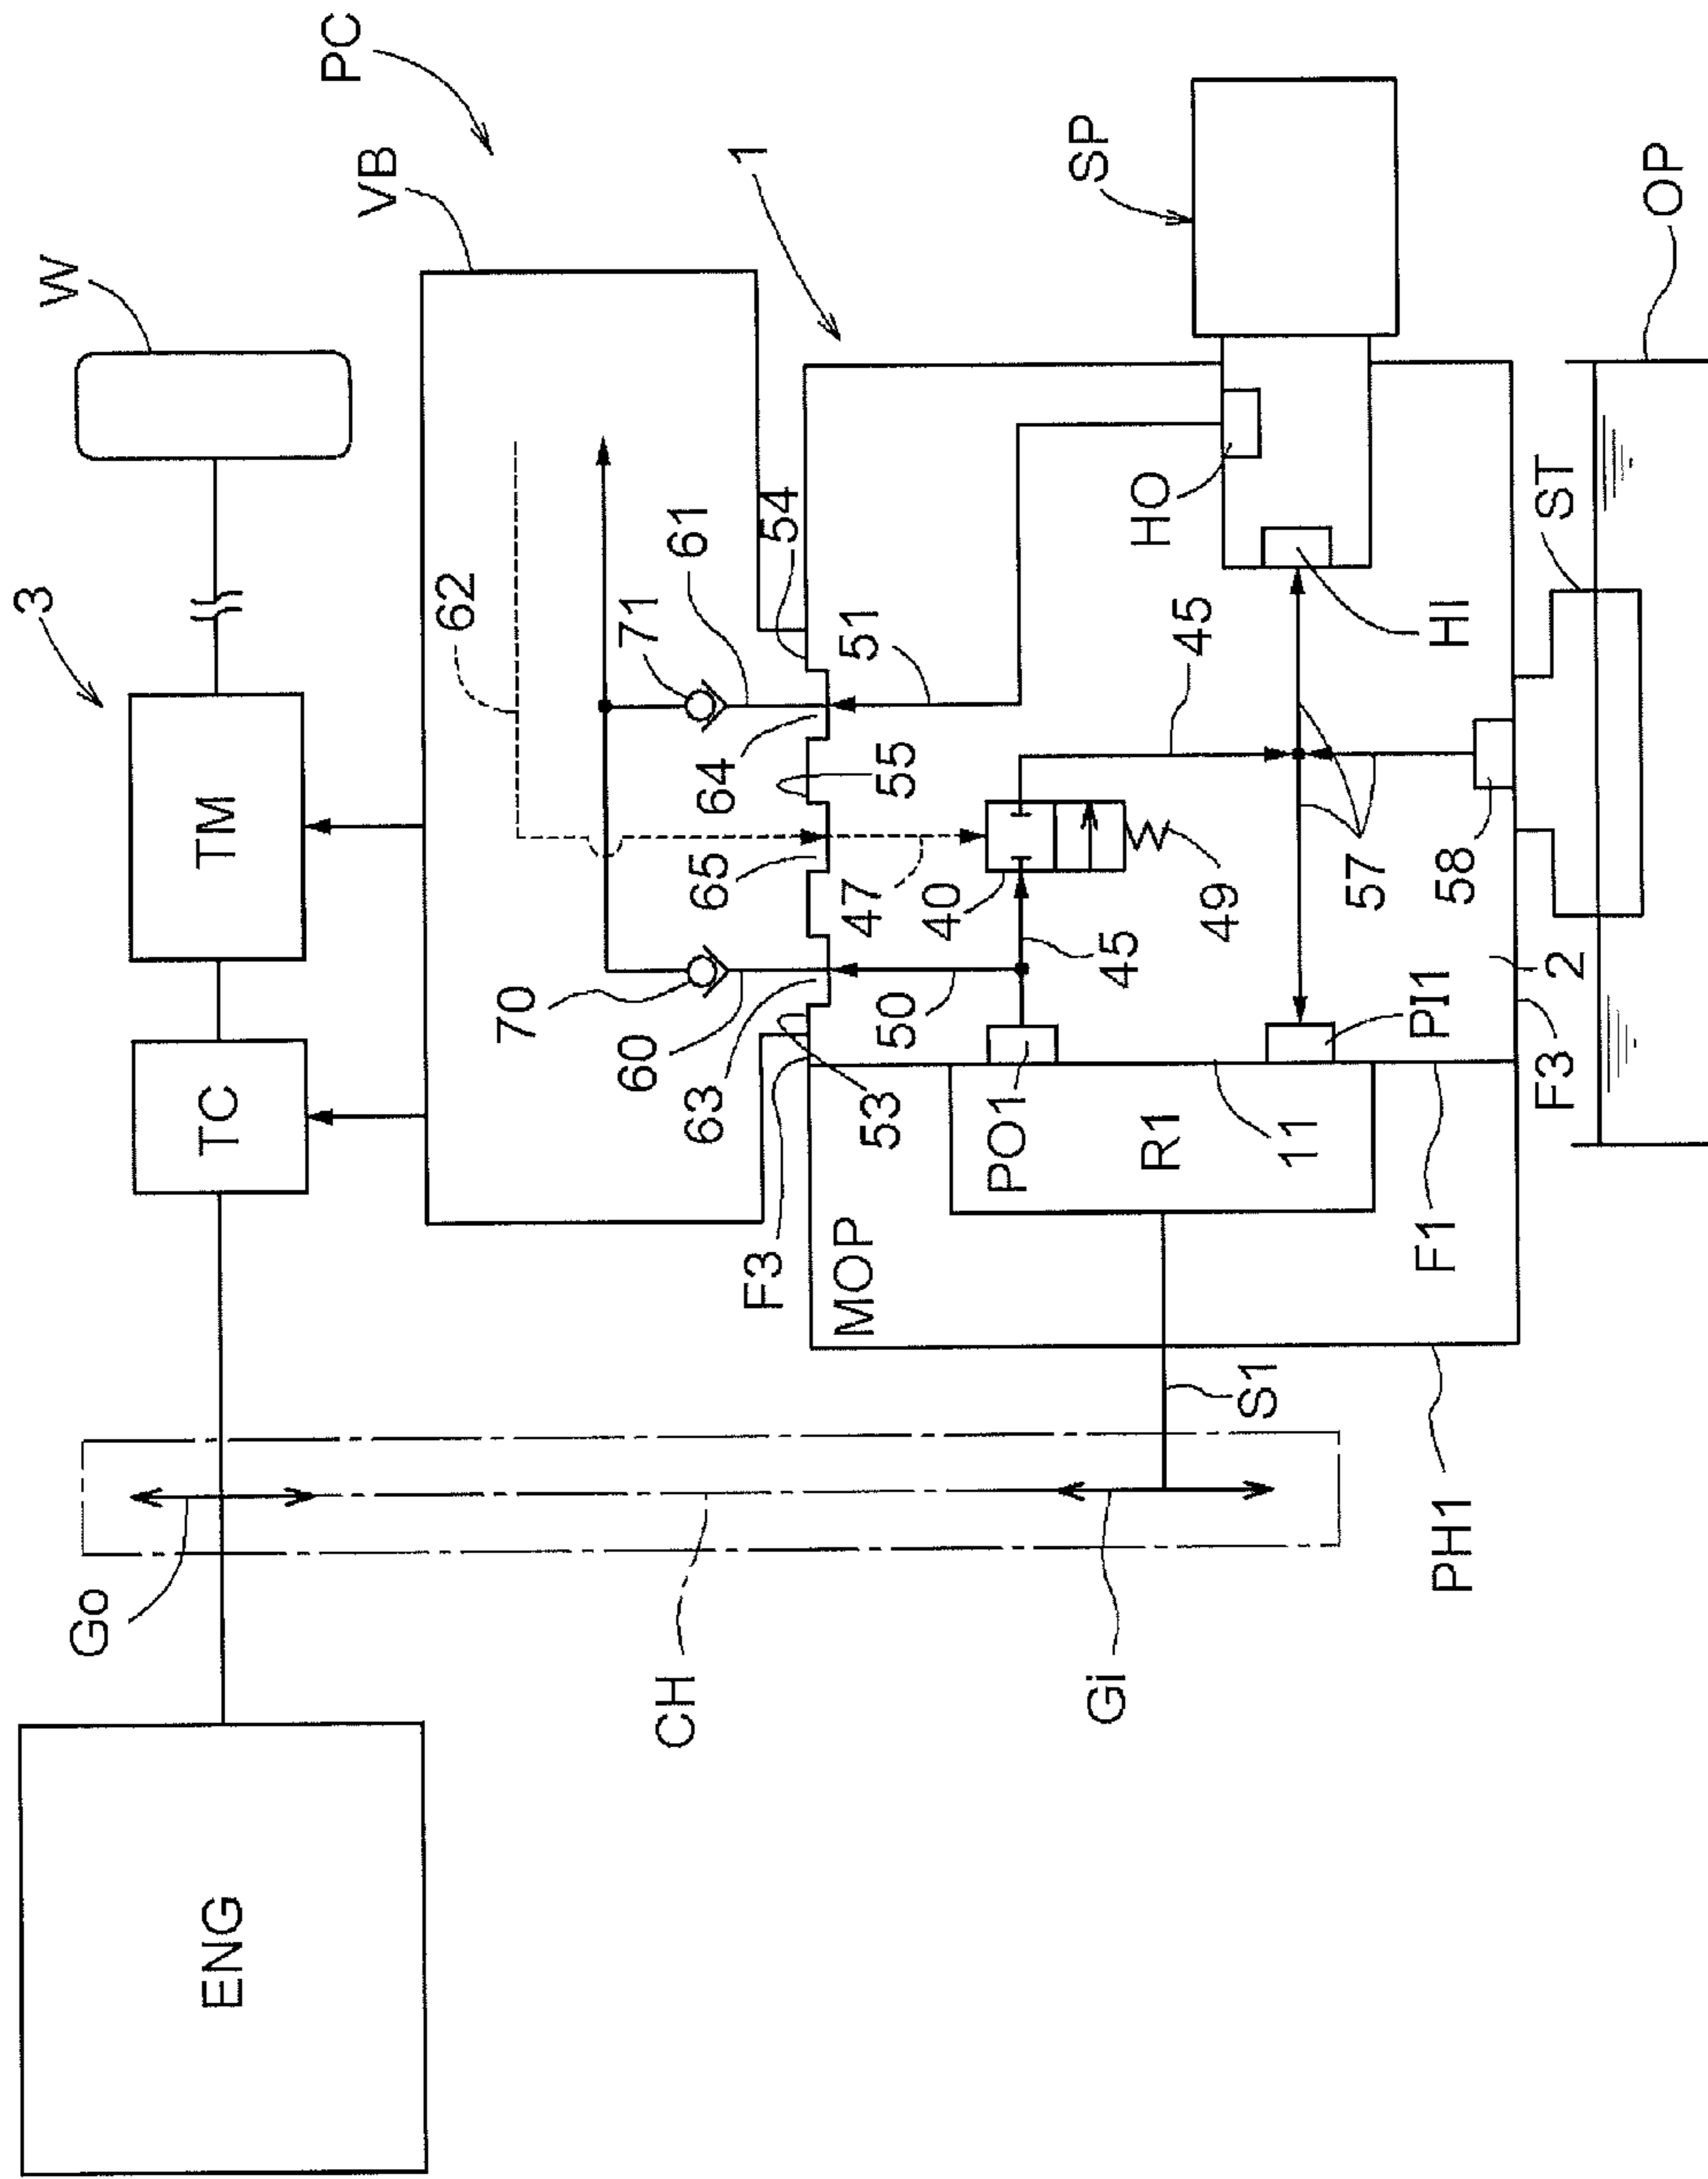 PC
VB
W
3
1
SP
OP
TM
62
71
61
54
51
HO
ST
64
55
45
HI
65
47
40
49
57
58
70
60
63
53
50
45
PO1
PI1
2
F3
TC
F3
MOP
R1
11
F1
S1
PH1
Go
CH
Gi
ENG